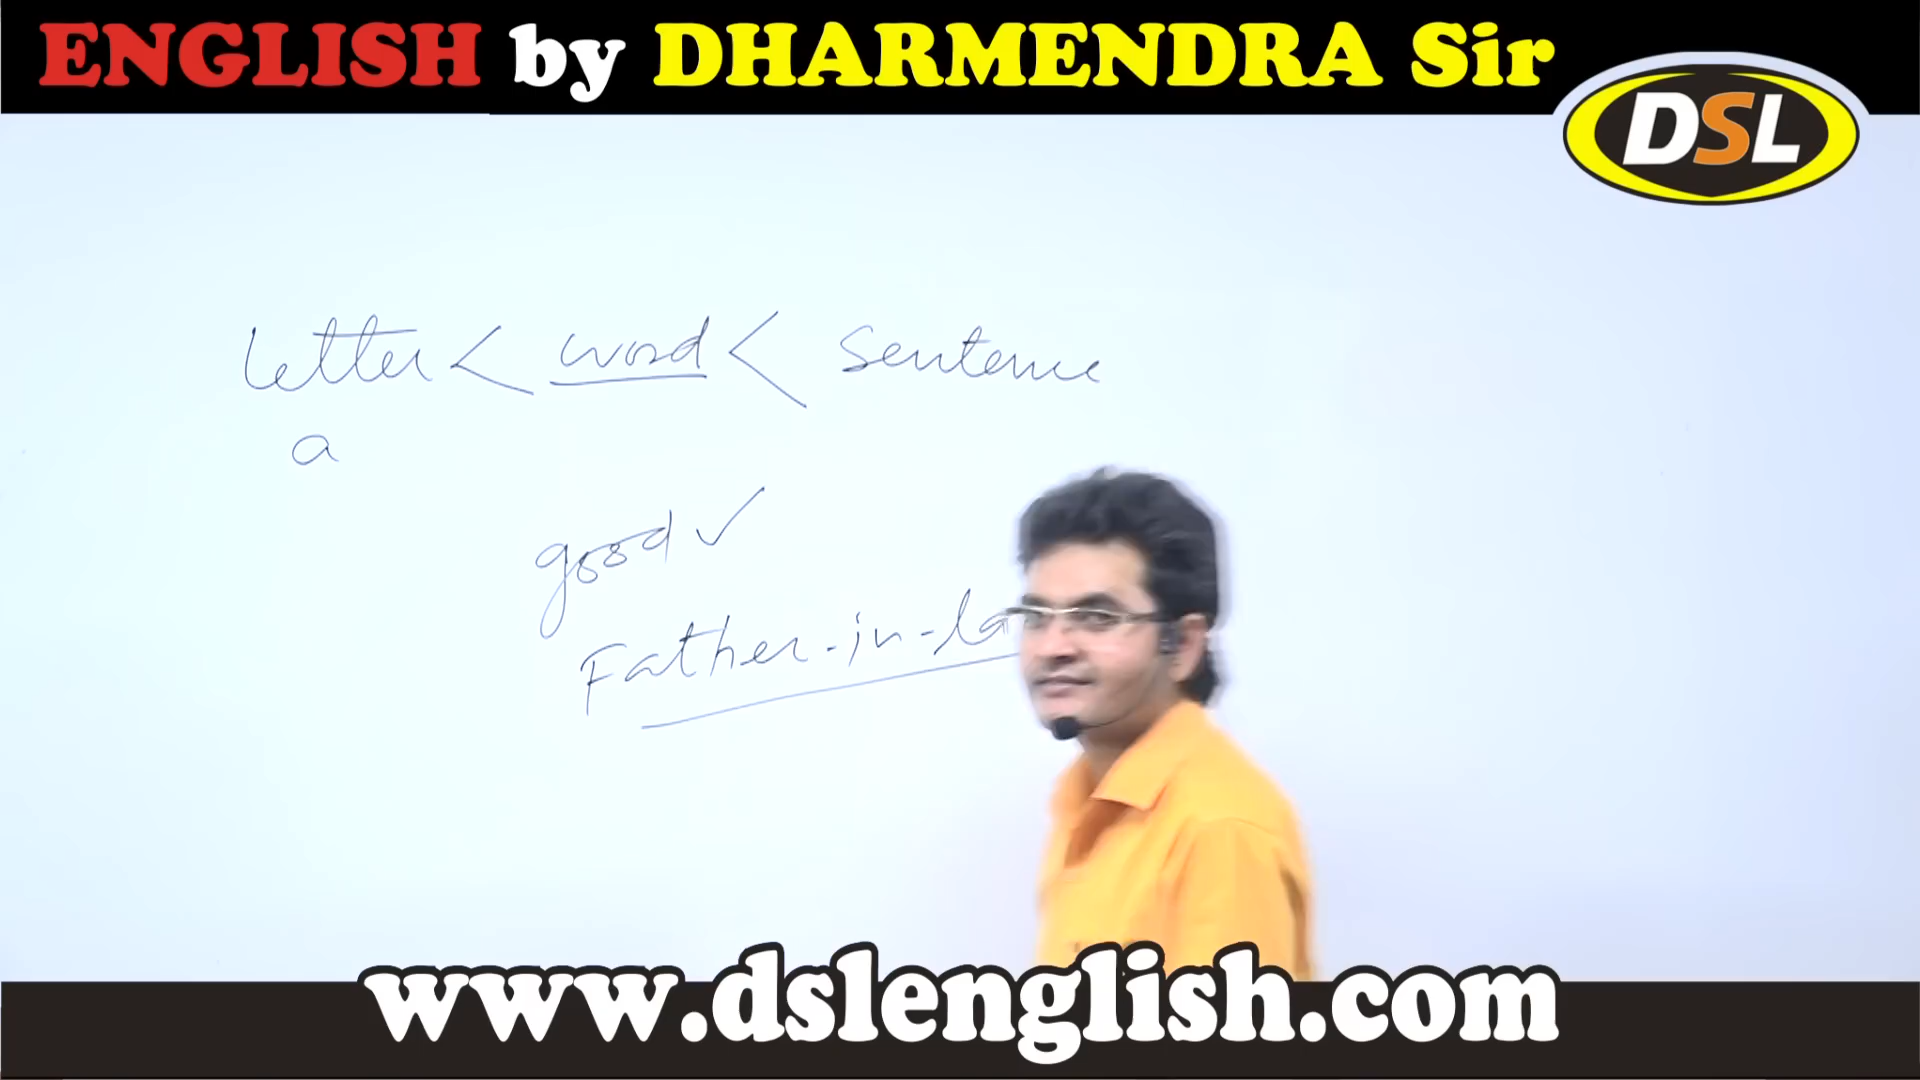 ENGLISH by DHARMENDRA Sir
DSL
letter < word < Sentence
a
good ✓
Father-in-la
www.dslenglish.com